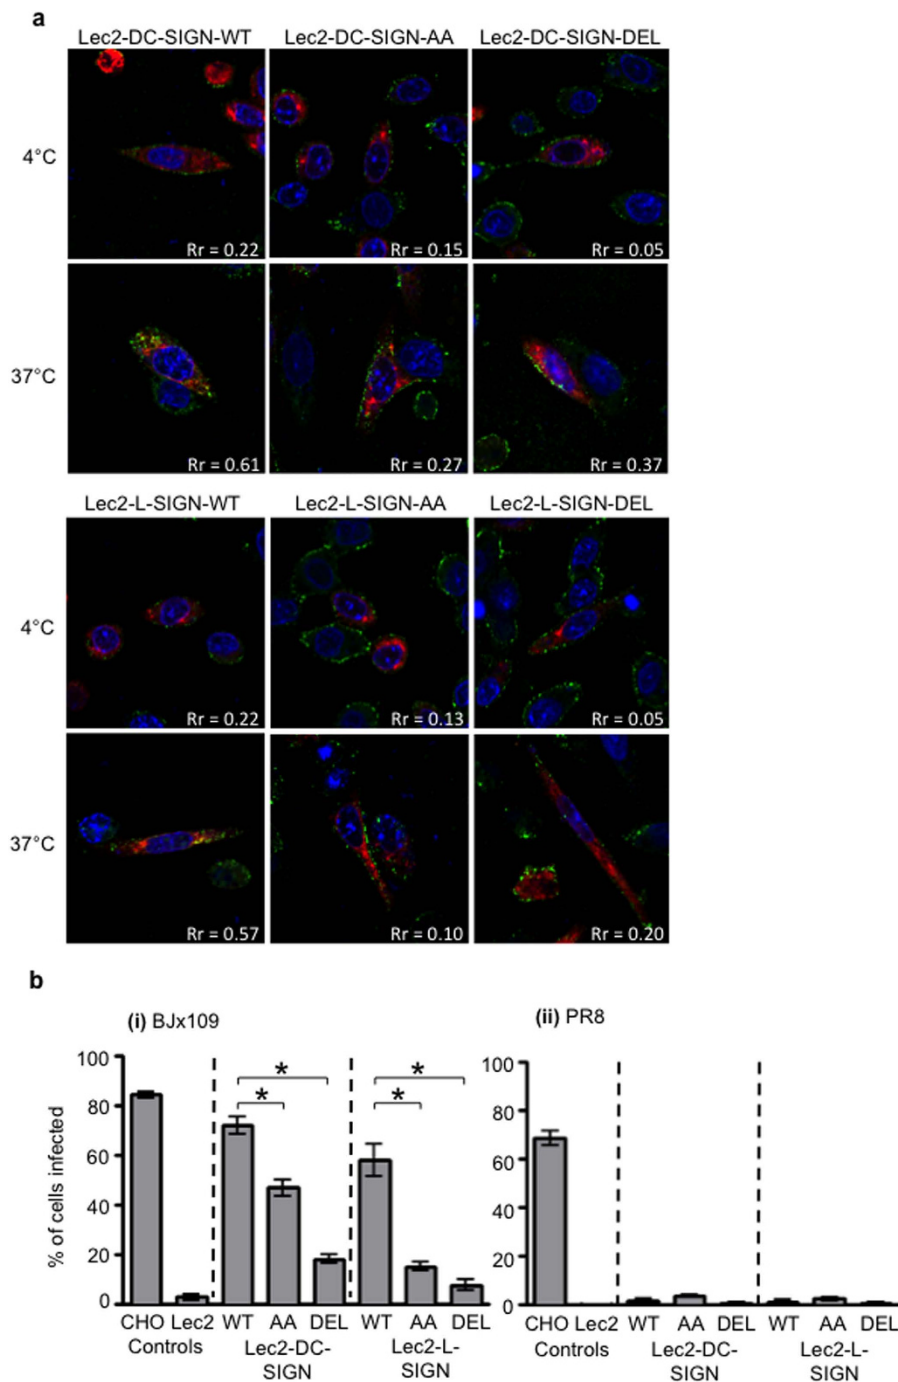 a
Lec2-DC-SIGN-WT Lec2-DC-SIGN-AA Lec2-DC-SIGN-DEL
4°C
Rr = 0.22 Rr = 0.15 Rr = 0.05
37°C
Rr = 0.61 Rr = 0.27 Rr = 0.37
Lec2-L-SIGN-WT Lec2-L-SIGN-AA Lec2-L-SIGN-DEL
4°C
Rr = 0.22 Rr = 0.13 Rr = 0.05
37°C
Rr = 0.57 Rr = 0.10 Rr = 0.20
b
(i) BJx109
% of cells infected
100
80
60
40
20
0
* * * *
CHO Lec2 WT AA DEL WT AA DEL
Controls Lec2-DC- Lec2-L-
SIGN SIGN
(ii) PR8
100
80
60
40
20
0
CHO Lec2 WT AA DEL WT AA DEL
Controls Lec2-DC- Lec2-L-
SIGN SIGN